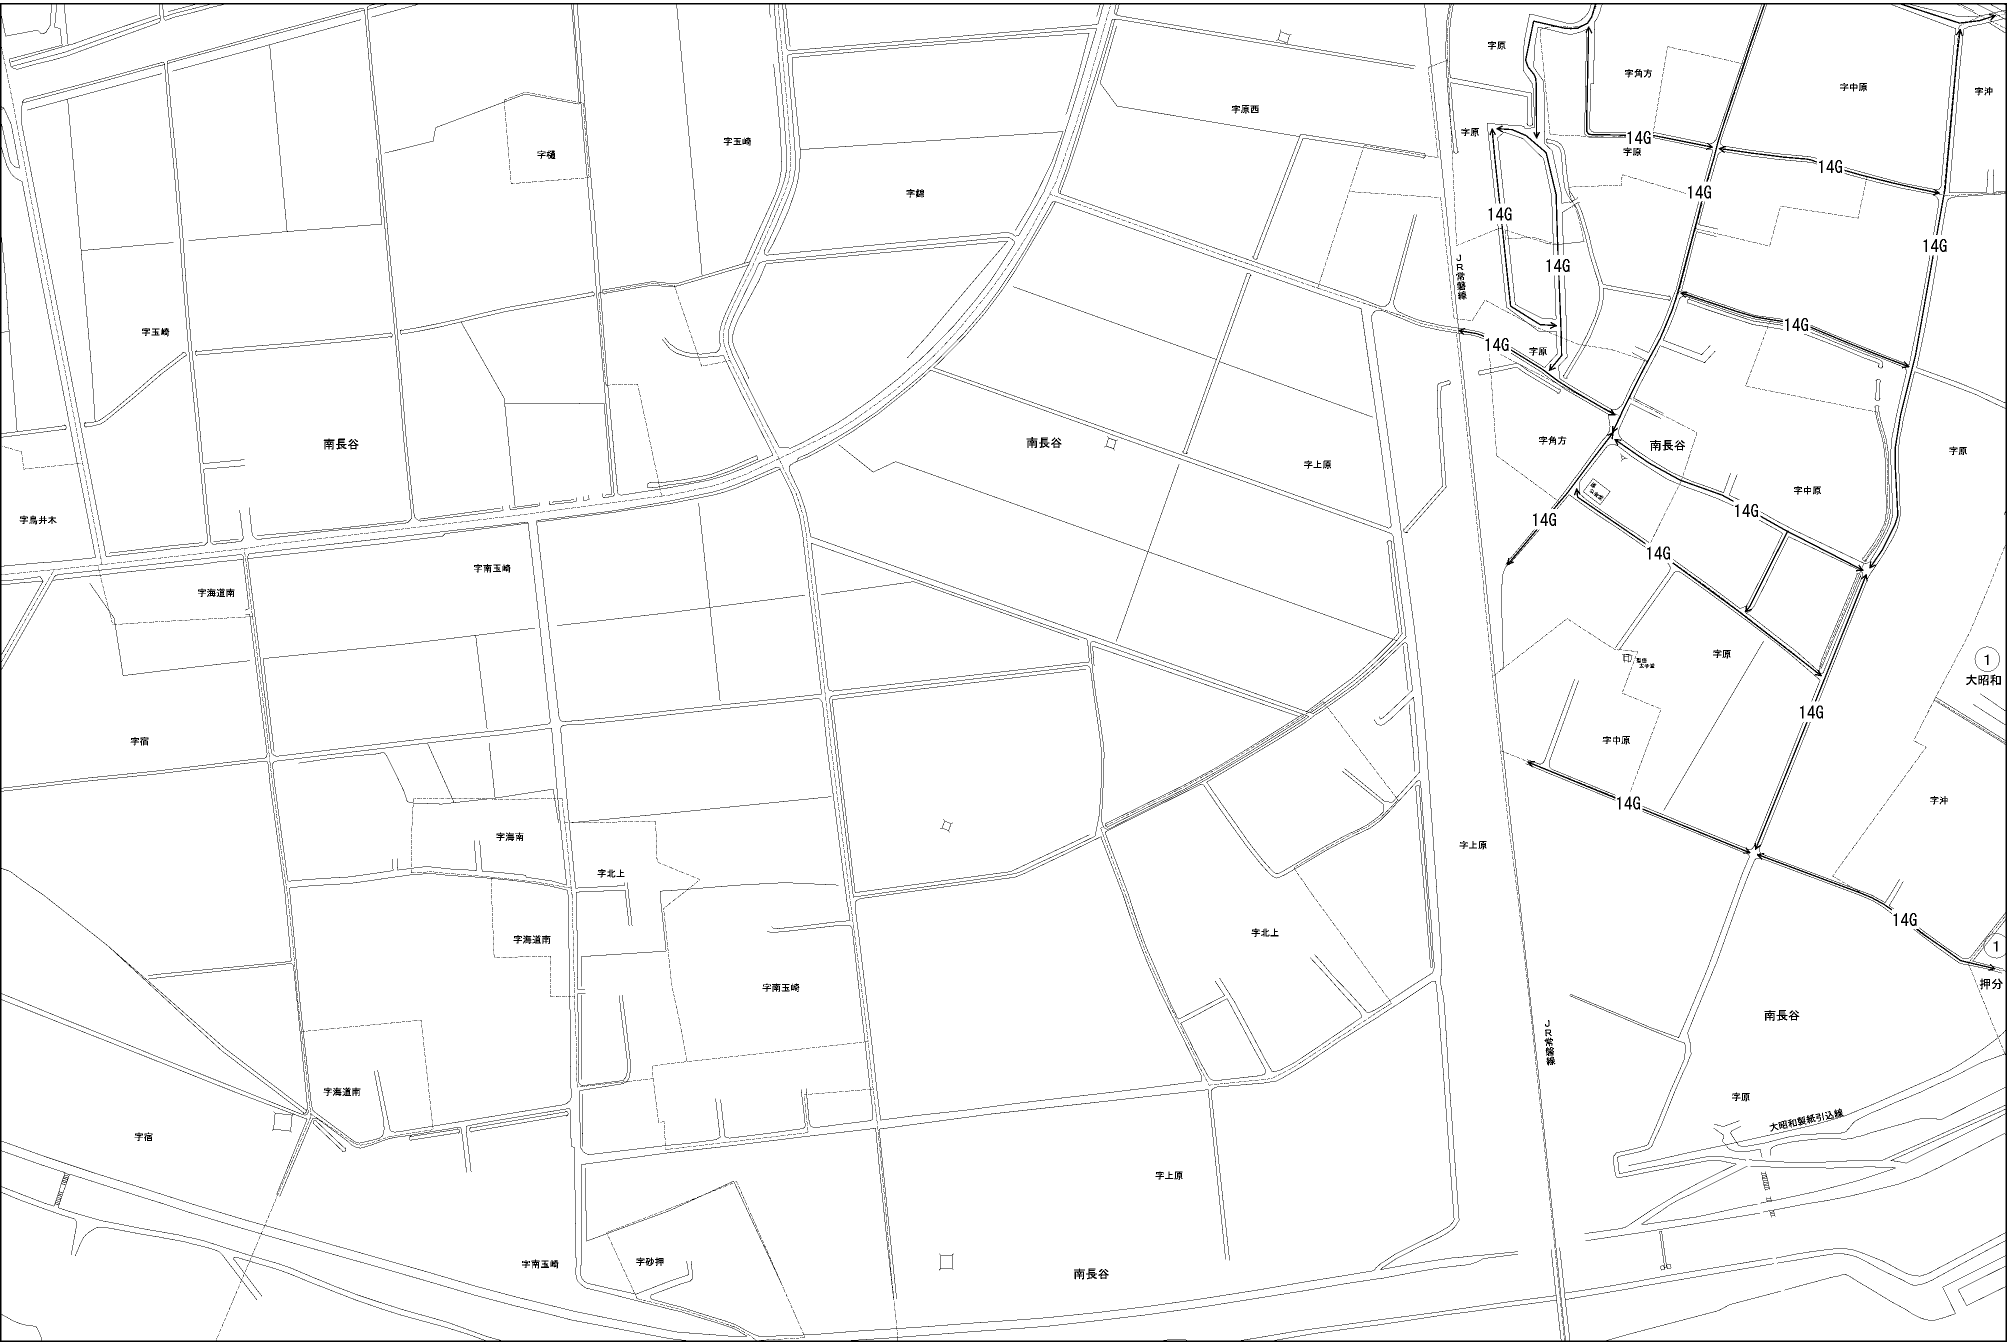 字原
字角方
字中原
字沖
字原西
字原
14G
字原
14G
字玉崎
字樋
字錦
14G
14G
14G
14G
JR常磐線
字玉崎
14G
14G
字原
南長谷
南長谷
字角方
南長谷
字上原
字中原
字原
字鳥井木
14G
14G
14G
字南玉崎
字海道南
字原
1
大昭和
14G
字宿
字中原
14G
字沖
字海南
字上原
字北上
14G
字海道南
字北上
1
押分
字南玉崎
南長谷
JR常磐線
字海道南
字原
大昭和製紙引込線
字宿
字上原
字南玉崎
字砂押
南長谷